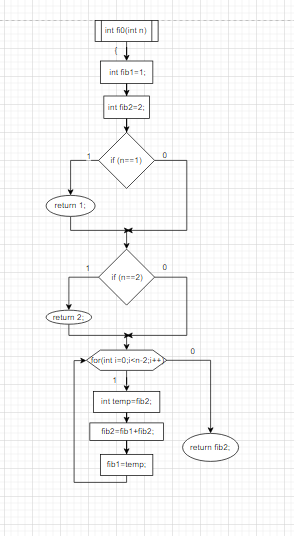 int fi0(int n)
{
int fib1=1;
int fib2=2;
if (n==1)
1
0
return 1;
if (n==2)
1
0
return 2;
for(int i=0;i<n-2;i++)
0
1
int temp=fib2;
fib2=fib1+fib2;
fib1=temp;
return fib2;